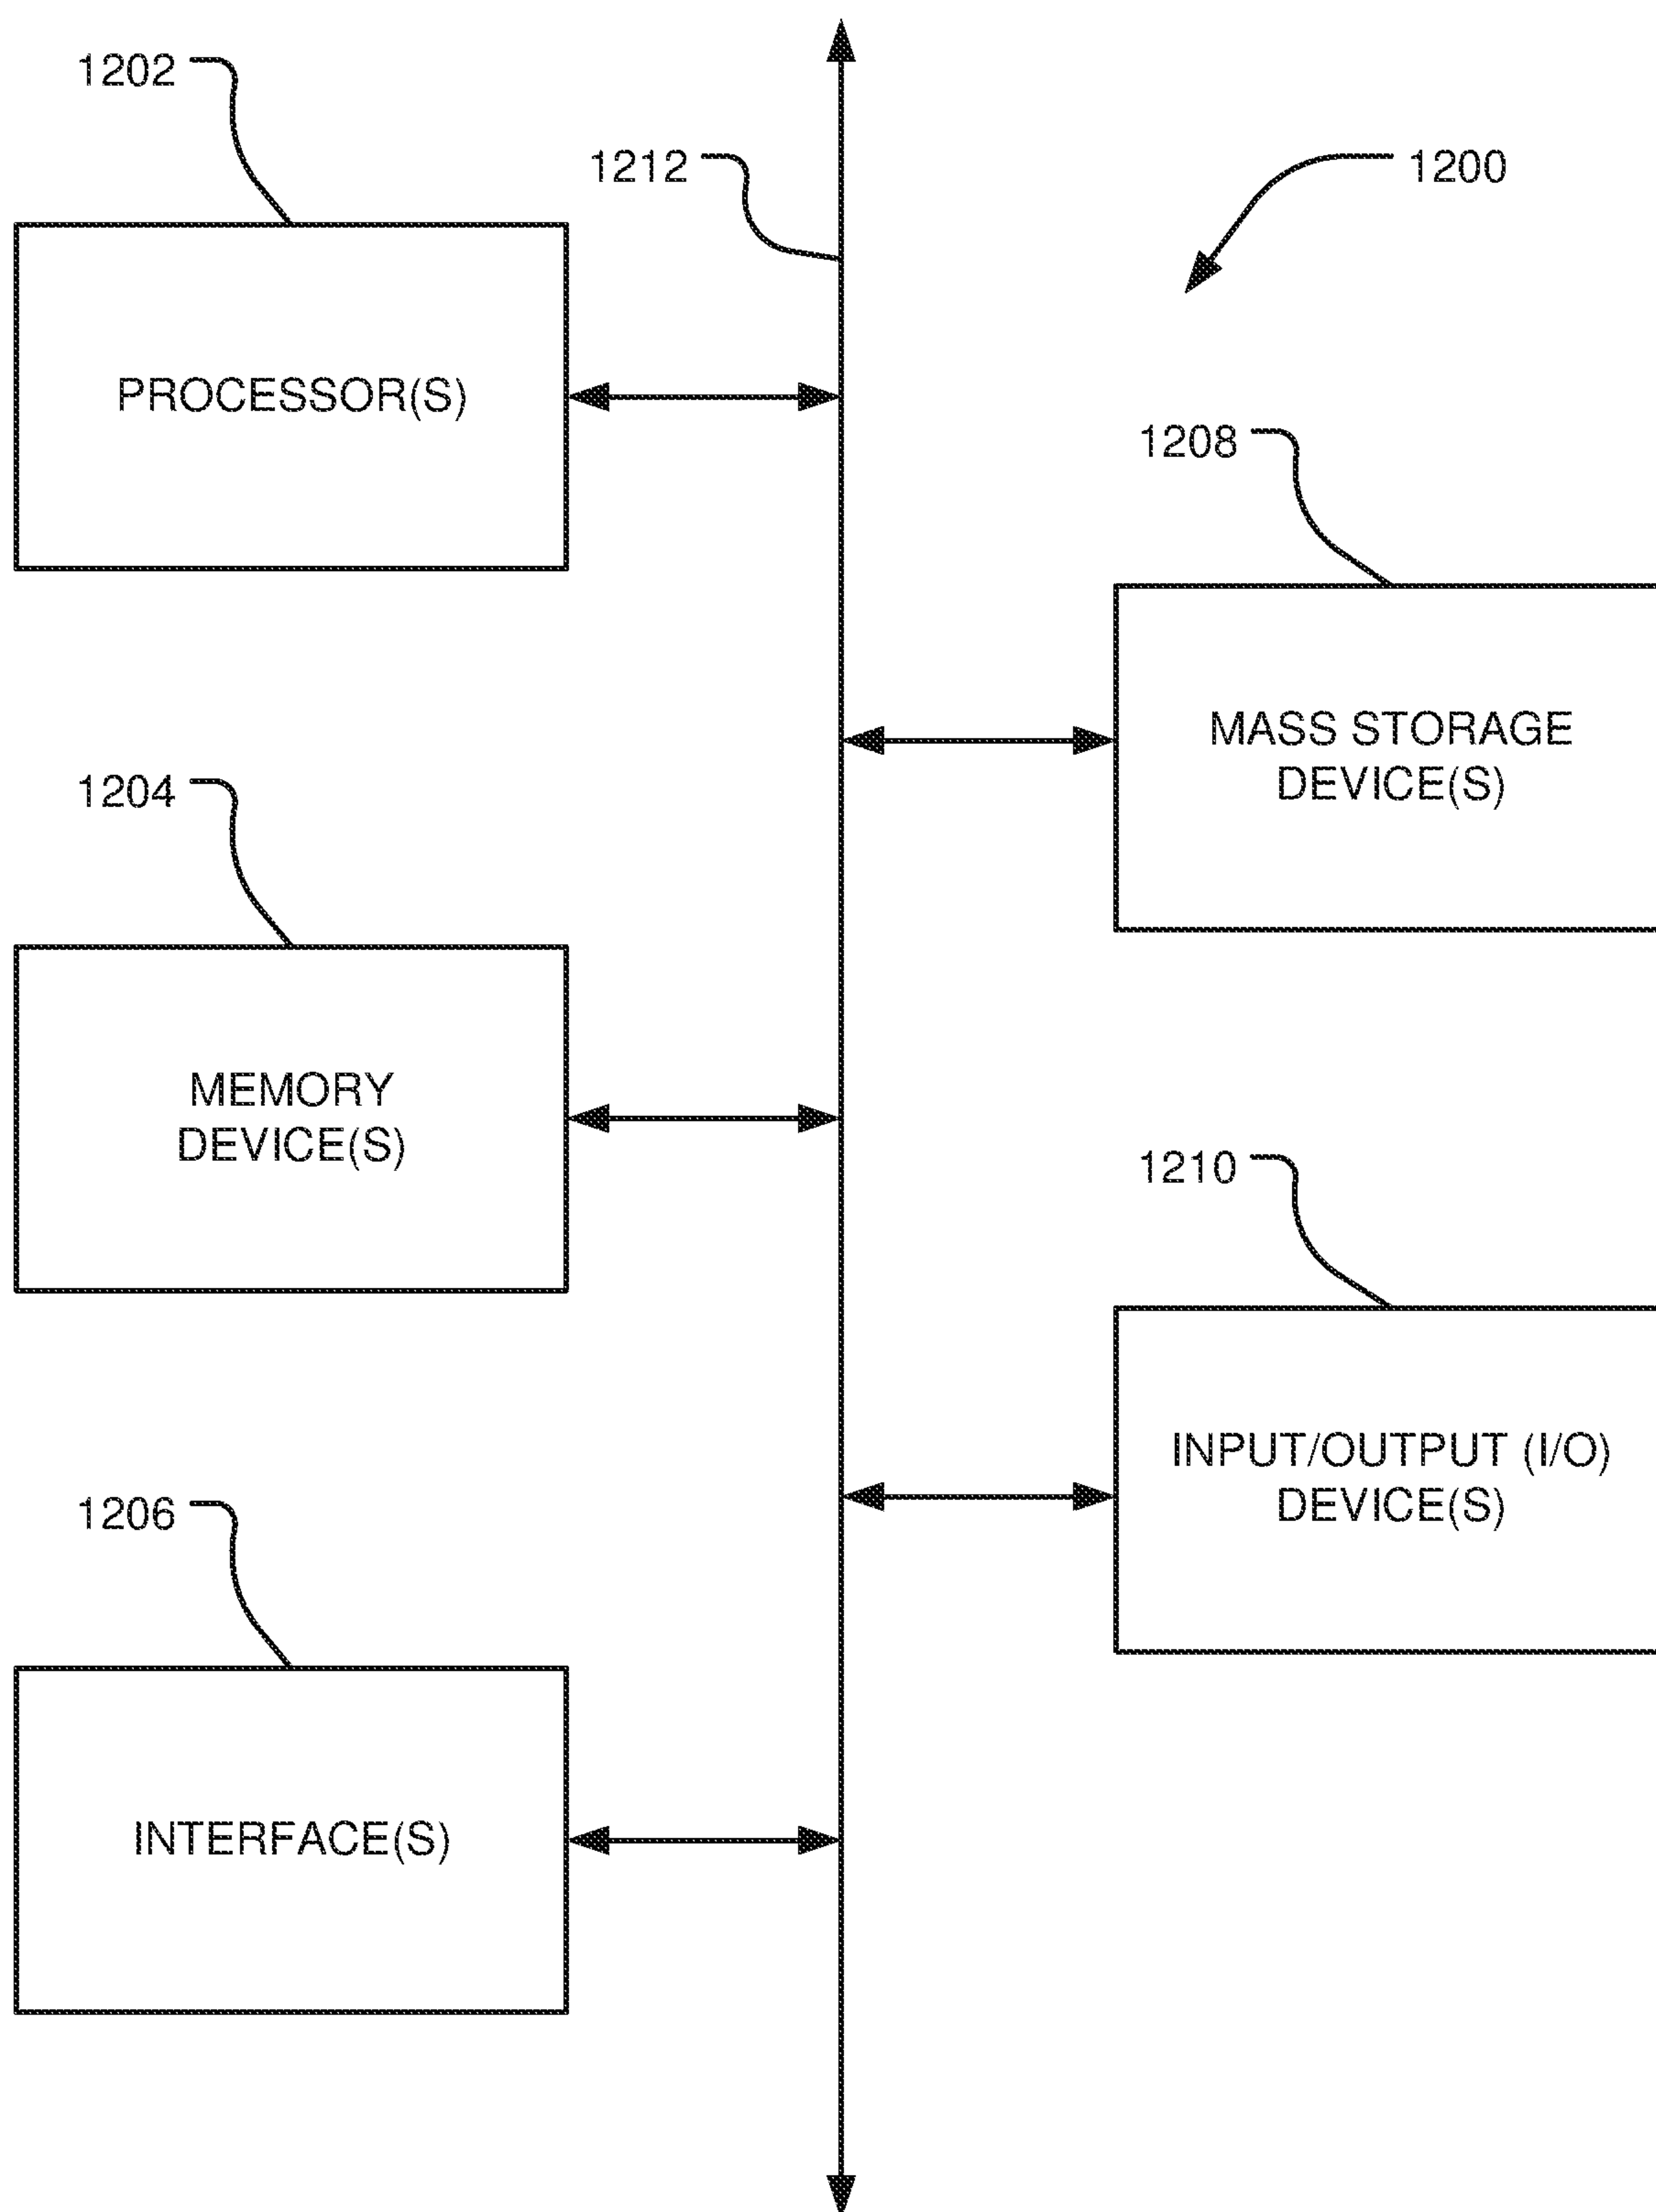 1202
1212
1200
PROCESSOR(S)
1208
MASS STORAGE
DEVICE(S)
1204
MEMORY
DEVICE(S)
1210
INPUT/OUTPUT (I/O)
DEVICE(S)
1206
INTERFACE(S)